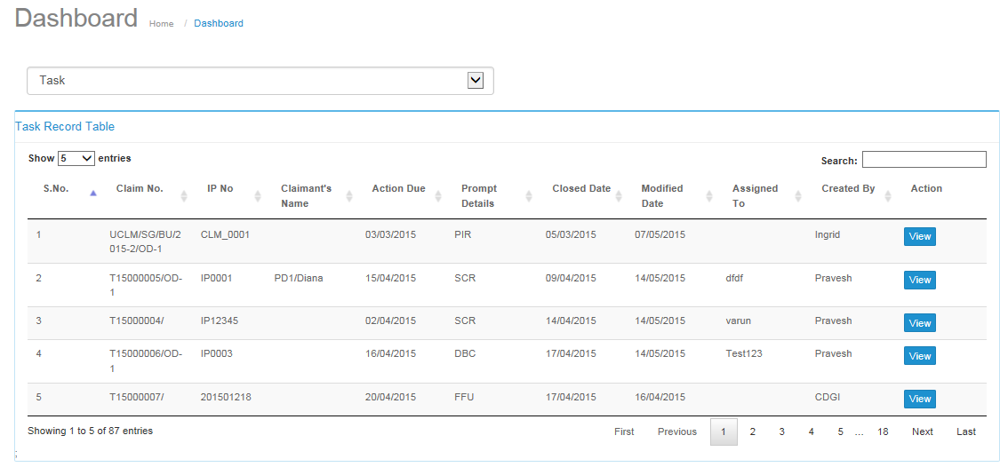 Dashboard Home / Dashboard
Task
Task Record Table
Show 5 entries Search:
S.No. Claim No. IP No Claimant's Action Due Prompt Closed Date Modified Assigned Created By Action
Name Details Date To
1 UCLM/SG/BU/2 CLM_0001 03/03/2015 PIR 05/03/2015 07/05/2015 Ingrid View
015-2/OD-1
2 T15000005/OD- IP0001 PD1/Diana 15/04/2015 SCR 09/04/2015 14/05/2015 dfdf Pravesh View
1
3 T15000004/ IP12345 02/04/2015 SCR 14/04/2015 14/05/2015 varun Pravesh View
4 T15000006/OD- IP0003 16/04/2015 DBC 17/04/2015 14/05/2015 Test123 Pravesh View
1
5 T15000007/ 201501218 20/04/2015 FFU 17/04/2015 16/04/2015 CDGI View
Showing 1 to 5 of 87 entries First Previous 1 2 3 4 5 ... 18 Next Last
;